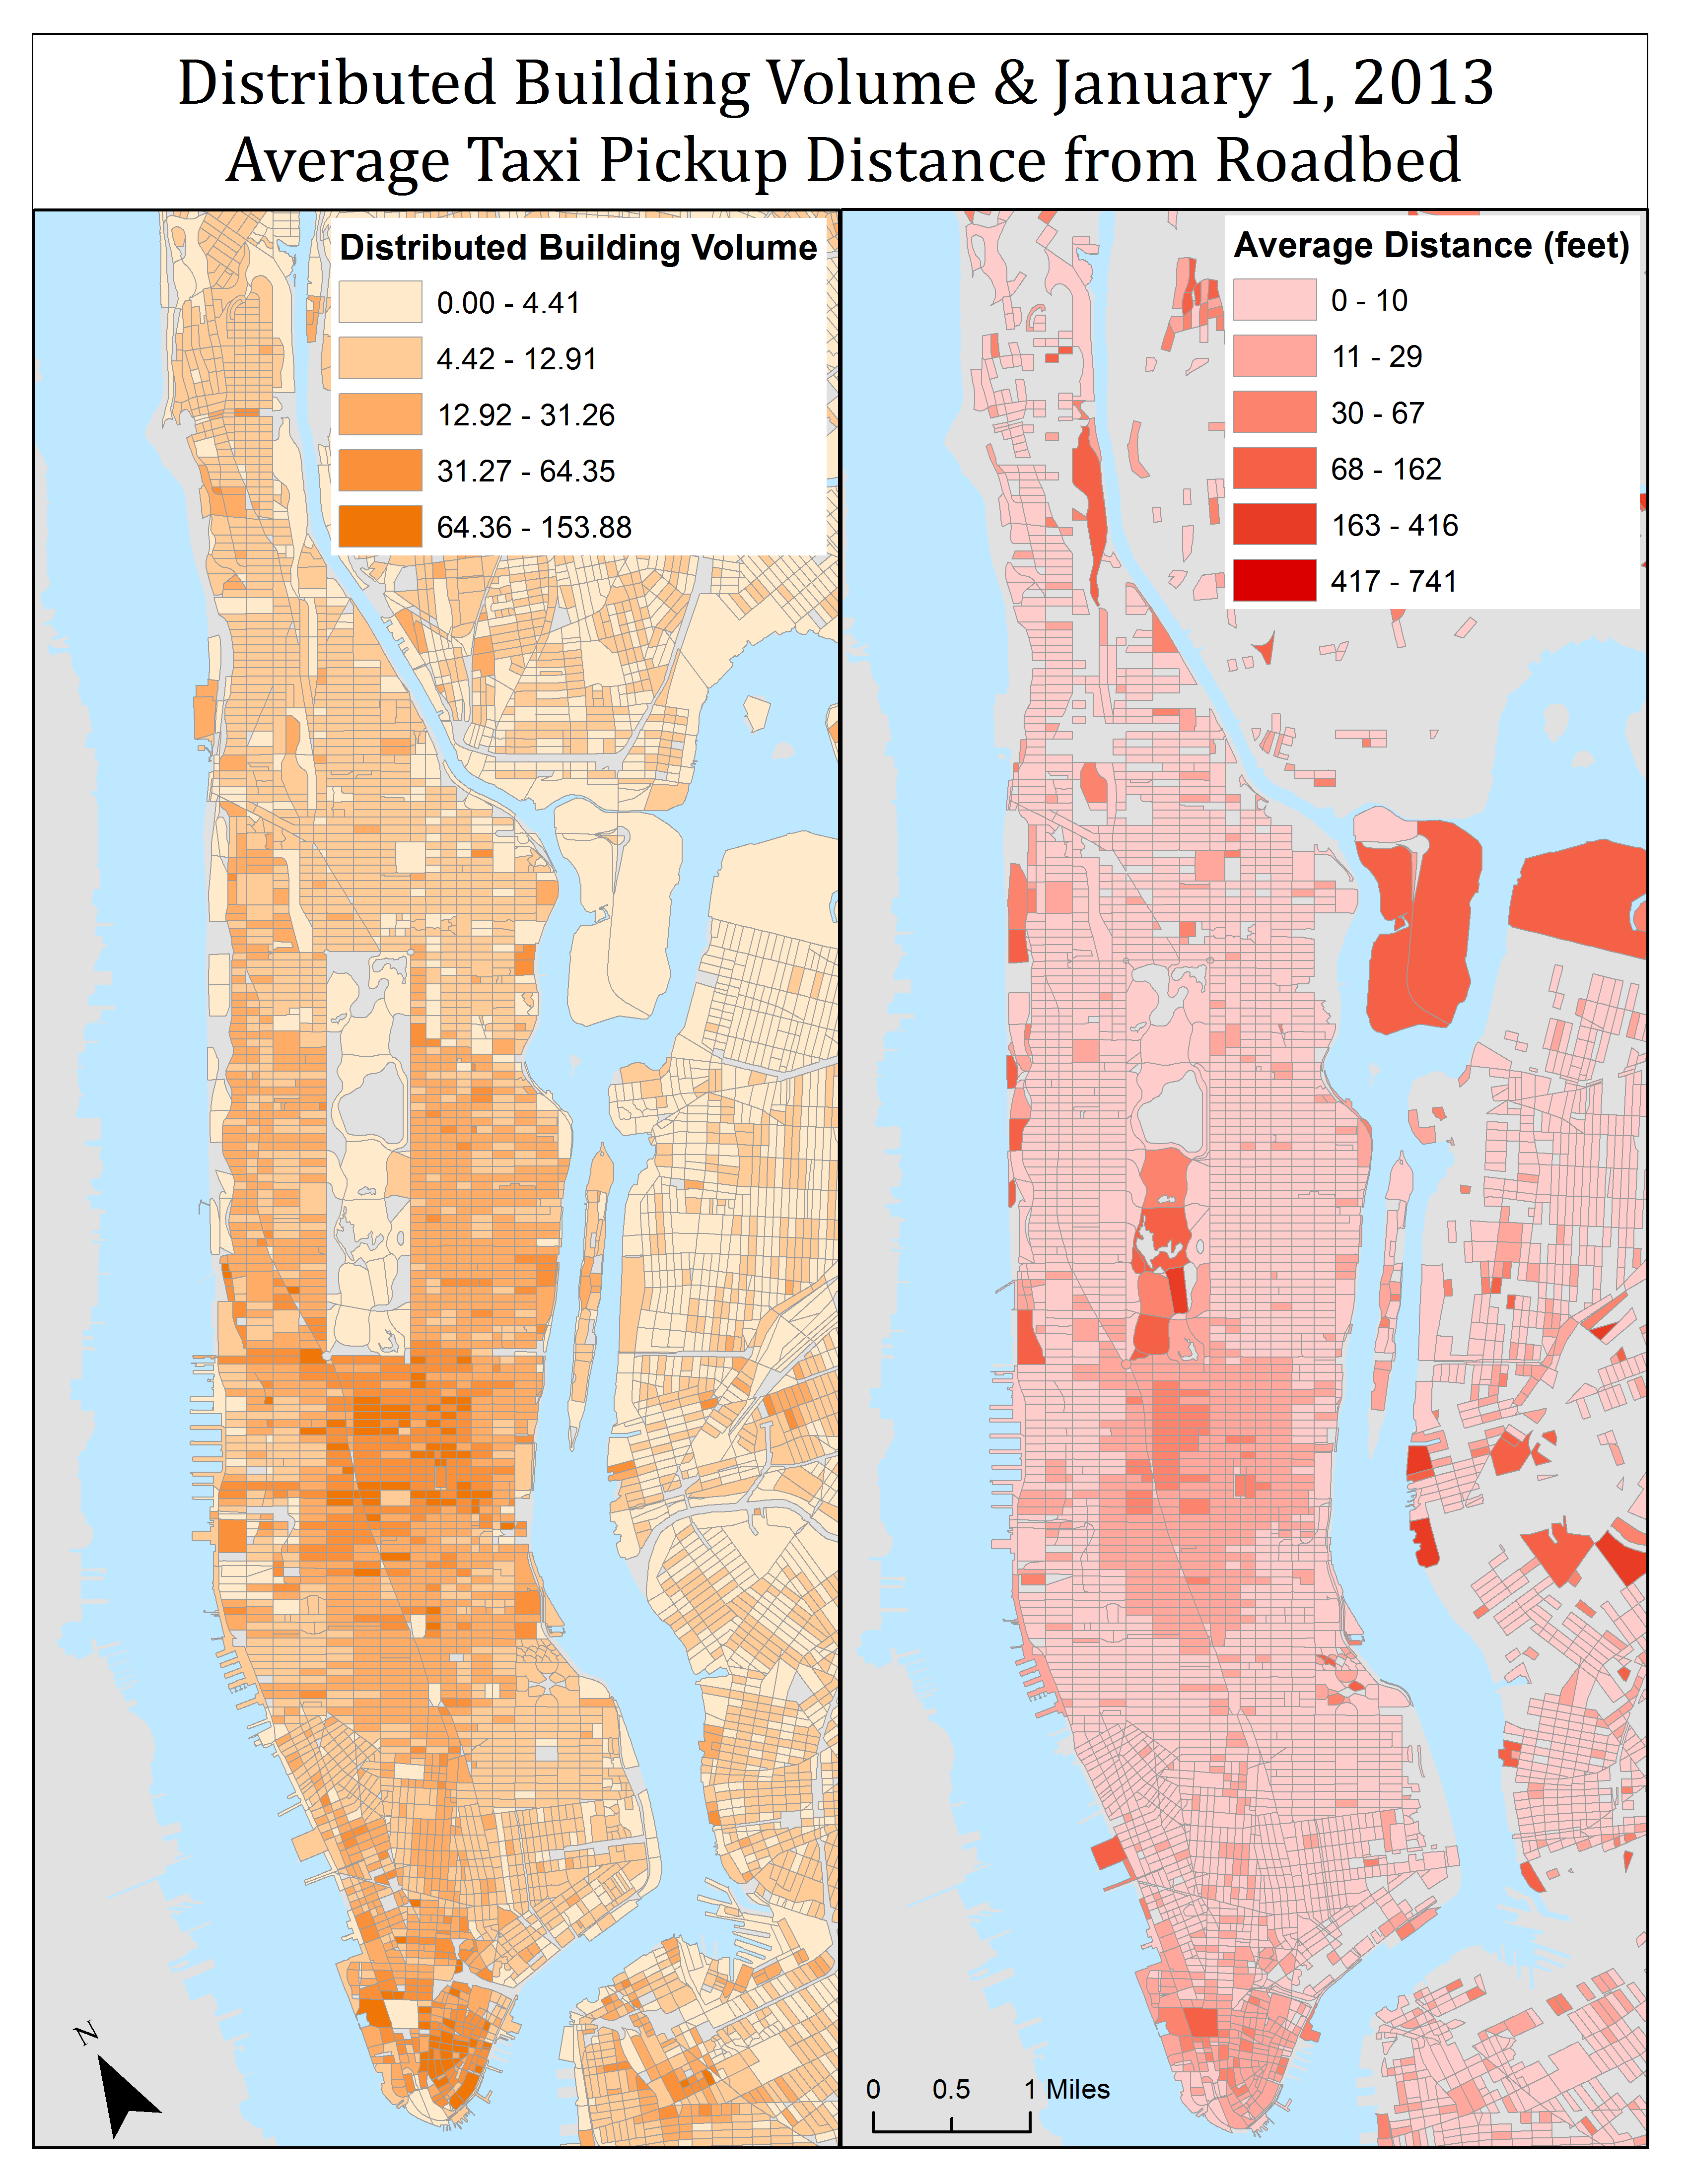 Distributed Building Volume & January 1, 2013
Average Taxi Pickup Distance from Roadbed
Distributed Building Volume
0.00 - 4.41
4.42 - 12.91
12.92 - 31.26
31.27 - 64.35
64.36 - 153.88
Average Distance (feet)
0 - 10
11 - 29
30 - 67
68 - 162
163 - 416
417 - 741
N
0 0.5 1 Miles